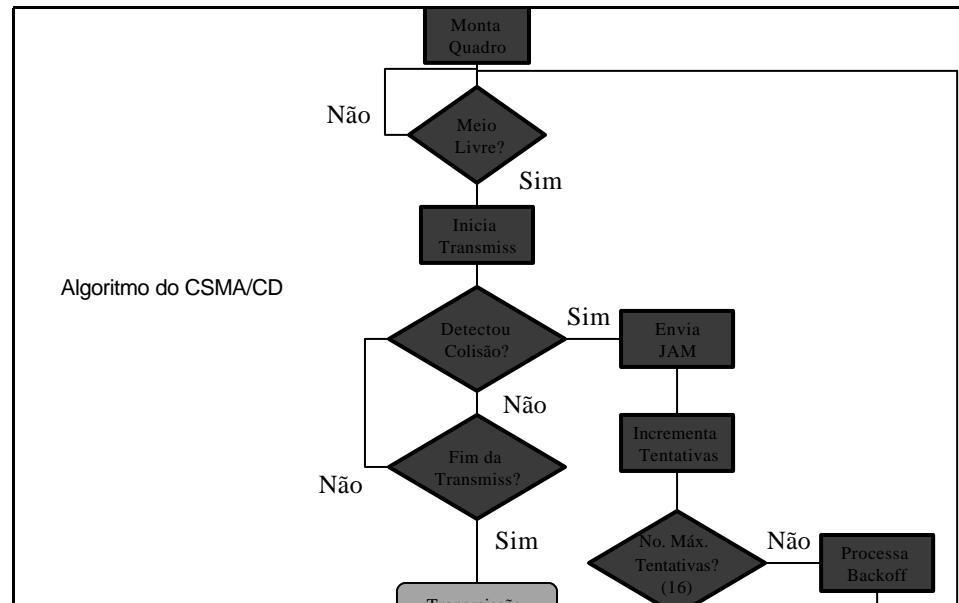 Monta
Quadro
Não
Meio
Livre?
Sim
Inicia
Transmiss
Algoritmo do CSMA/CD
Detectou
Colisão?
Sim
Envia
JAM
Não
Incrementa
Tentativas
Fim da
Transmiss?
Não
Sim
No. Máx.
Tentativas?
(16)
Não
Processa
Backoff
Transmissão